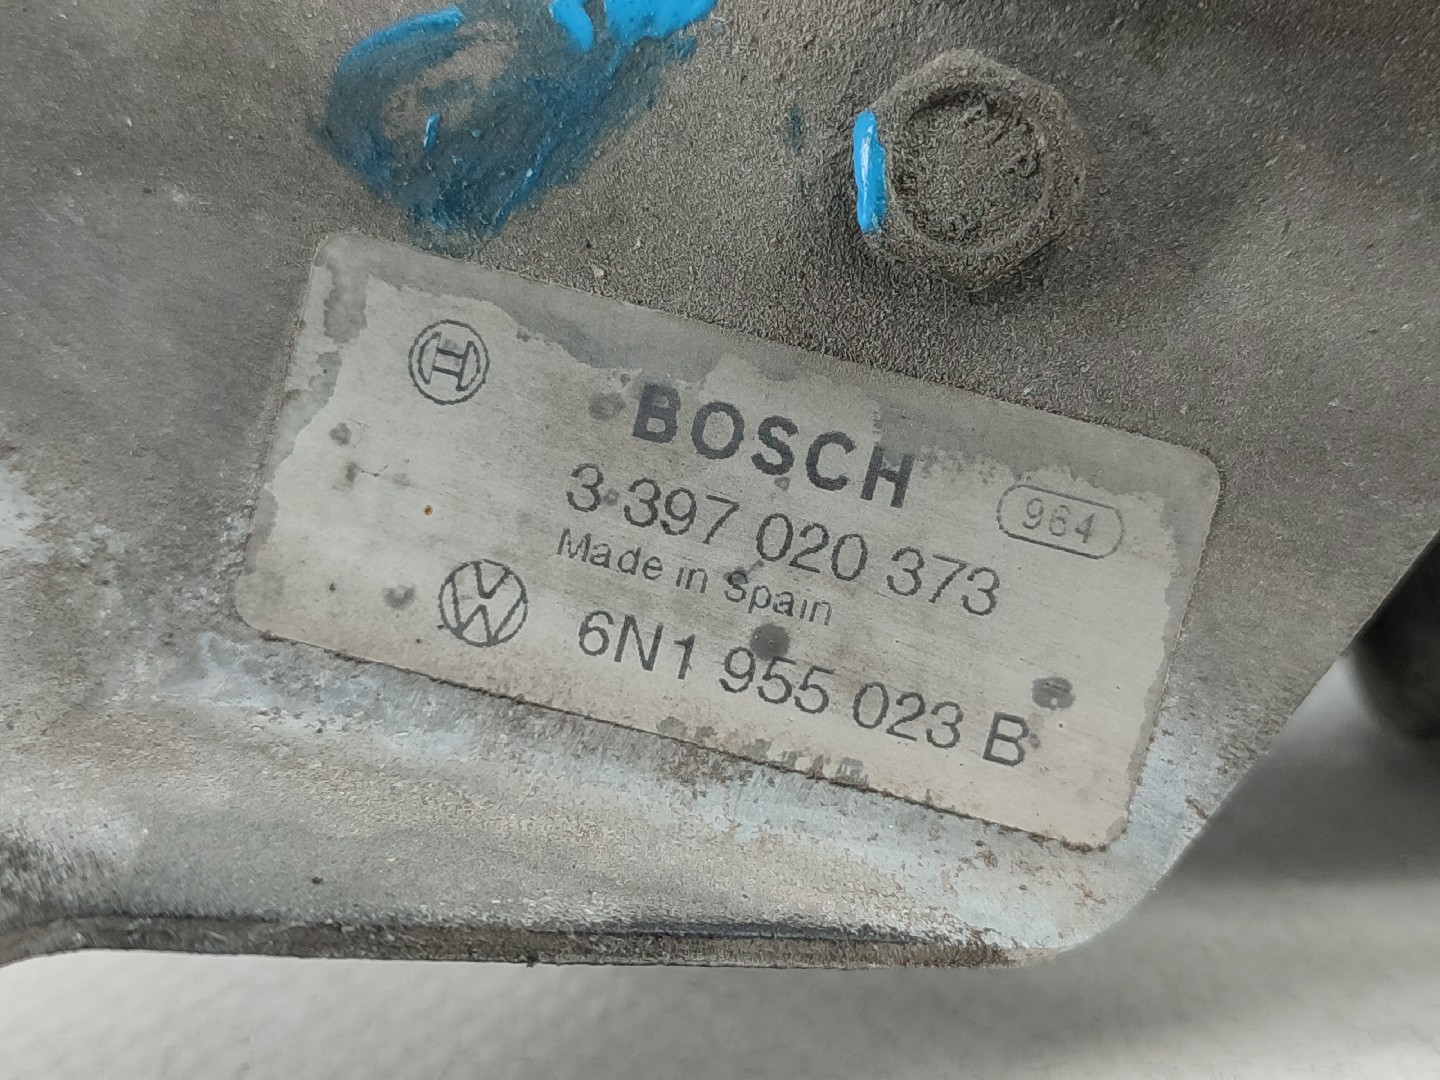 BOSCH
3 397 020 373
964
Made in Spain
6N1 955 023 B